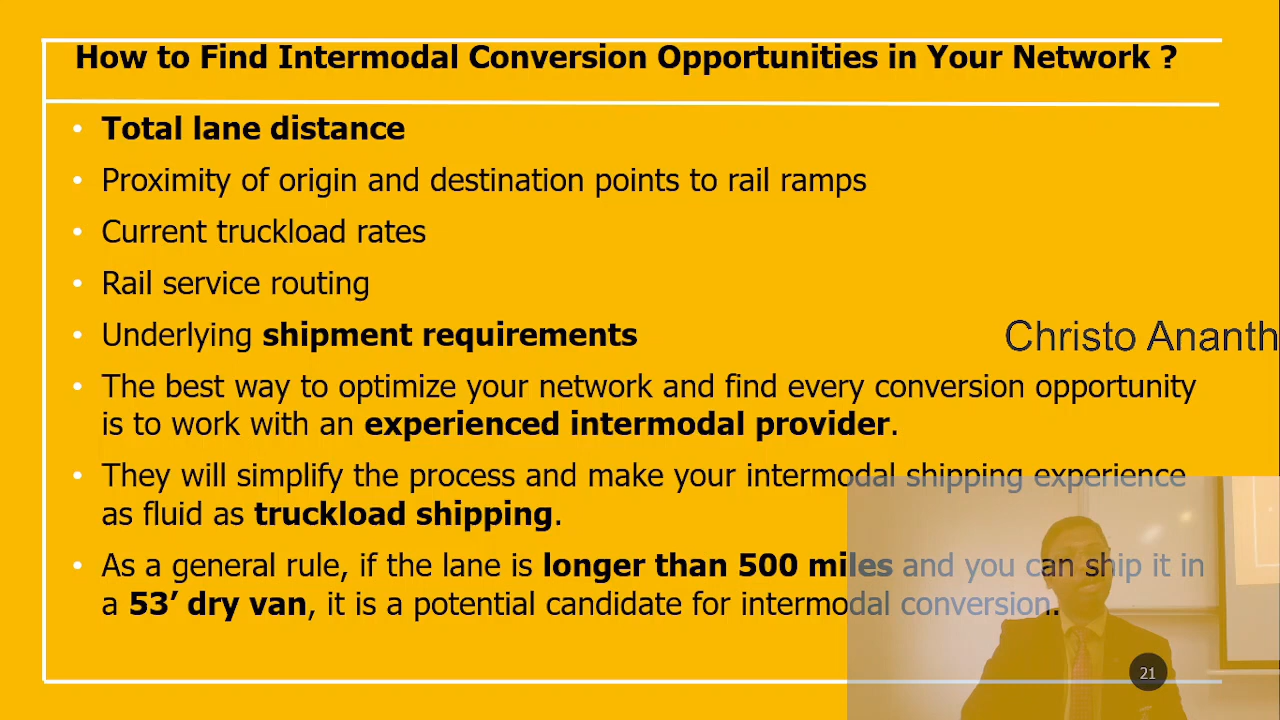 How to Find Intermodal Conversion Opportunities in Your Network ?
• Total lane distance
• Proximity of origin and destination points to rail ramps
• Current truckload rates
• Rail service routing
• Underlying shipment requirements
Christo Ananth
• The best way to optimize your network and find every conversion opportunity
is to work with an experienced intermodal provider.
• They will simplify the process and make your intermodal shipping experience
as fluid as truckload shipping.
• As a general rule, if the lane is longer than 500 miles and you can ship it in
a 53’ dry van, it is a potential candidate for intermodal conversion.
21